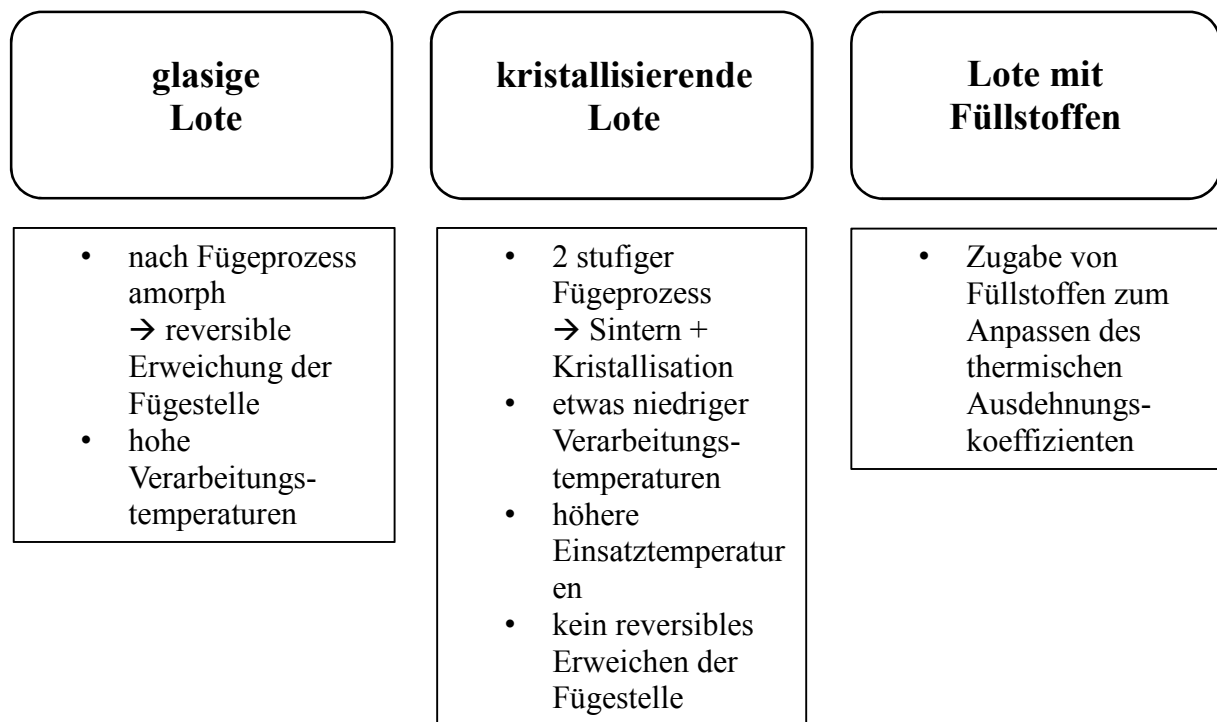 glasige
Lote
kristallisierende
Lote
Lote mit
Füllstoffen
• nach Fügeprozess
amorph
→ reversible
Erweichung der
Fügestelle
• hohe
Verarbeitungs-
temperaturen
• 2 stufiger
Fügeprozess
→ Sintern +
Kristallisation
• etwas niedriger
Verarbeitungs-
temperaturen
• höhere
Einsatztemperatur
en
• kein reversibles
Erweichen der
Fügestelle
• Zugabe von
Füllstoffen zum
Anpassen des
thermischen
Ausdehnungs-
koeffizienten